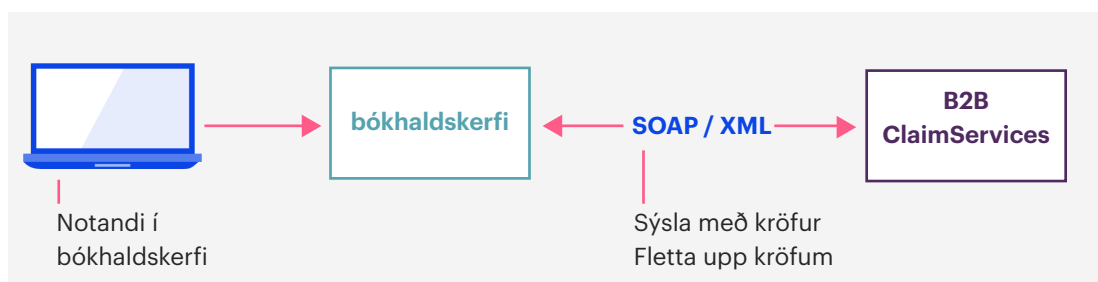 bókhaldskerfi
SOAP / XML
B2B
ClaimServices
Notandi í
bókhaldskerfi
Sýsla með kröfur
Fletta upp kröfum